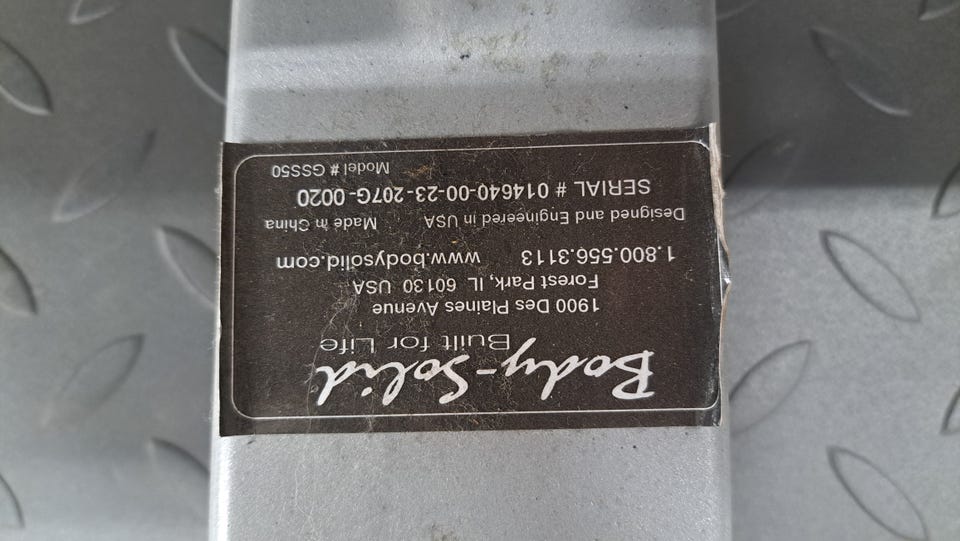 Body-Solid
Built for Life
1900 Des Plaines Avenue
Forest Park, IL 60130 USA
1.800.556.3113 www.bodysolid.com
Designed and Engineered in USA Made in China
SERIAL # 014640-00-23-207G-0020
Model # GSS50